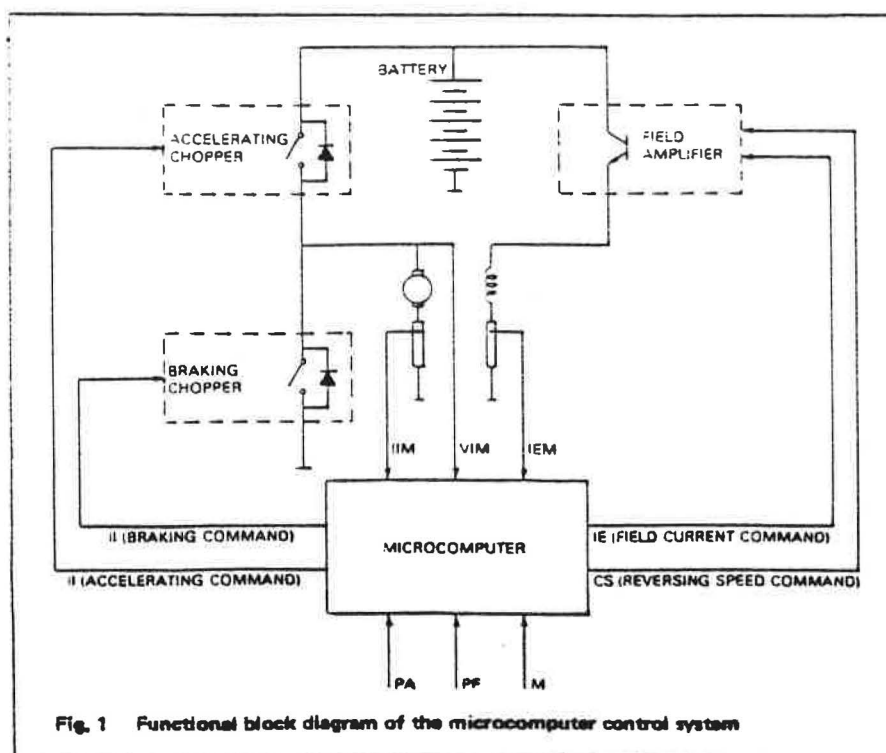 BATTERY
ACCELERATING
CHOPPER
FIELD
AMPLIFIER
BRAKING
CHOPPER
IIM
VIM
IEM
II (BRAKING COMMAND)
IE (FIELD CURRENT COMMAND)
MICROCOMPUTER
II (ACCELERATING COMMAND)
CS (REVERSING SPEED COMMAND)
PA
PF
M
Fig. 1 Functional block diagram of the microcomputer control system